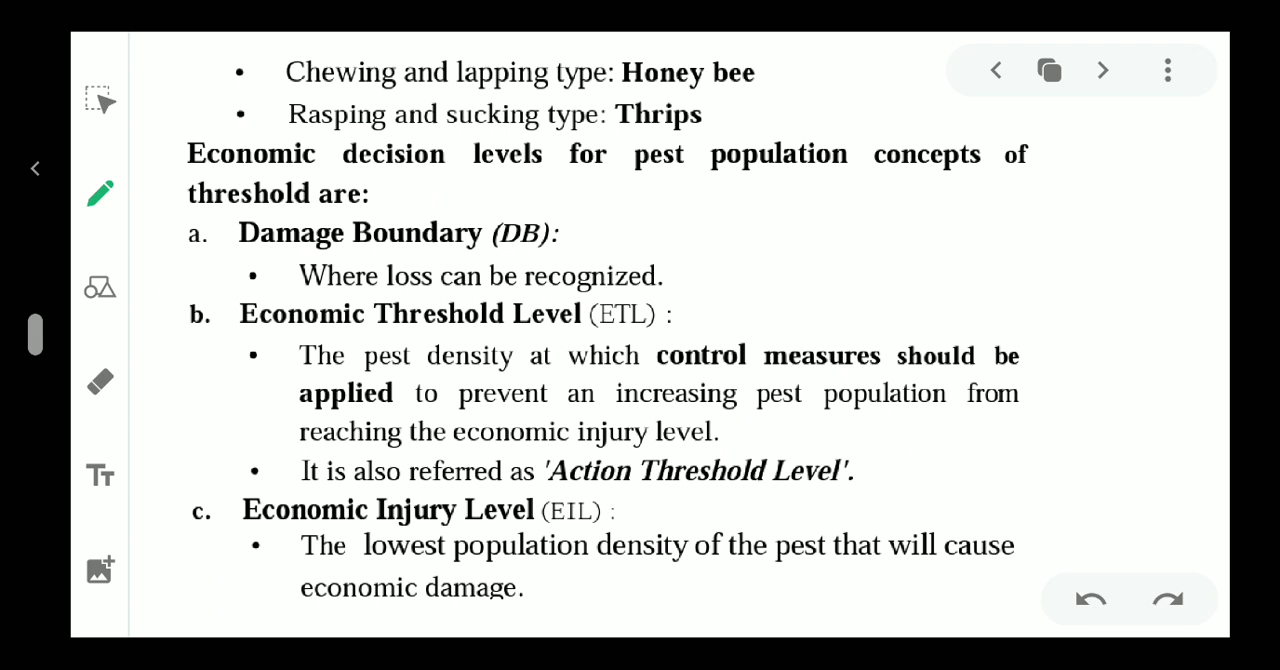 • Chewing and lapping type: Honey bee
• Rasping and sucking type: Thrips
Economic decision levels for pest population concepts of
threshold are:
a. Damage Boundary (DB):
• Where loss can be recognized.
b. Economic Threshold Level (ETL) :
• The pest density at which control measures should be
applied to prevent an increasing pest population from
reaching the economic injury level.
• It is also referred as 'Action Threshold Level'.
c. Economic Injury Level (EIL) :
• The lowest population density of the pest that will cause
economic damage.
TT